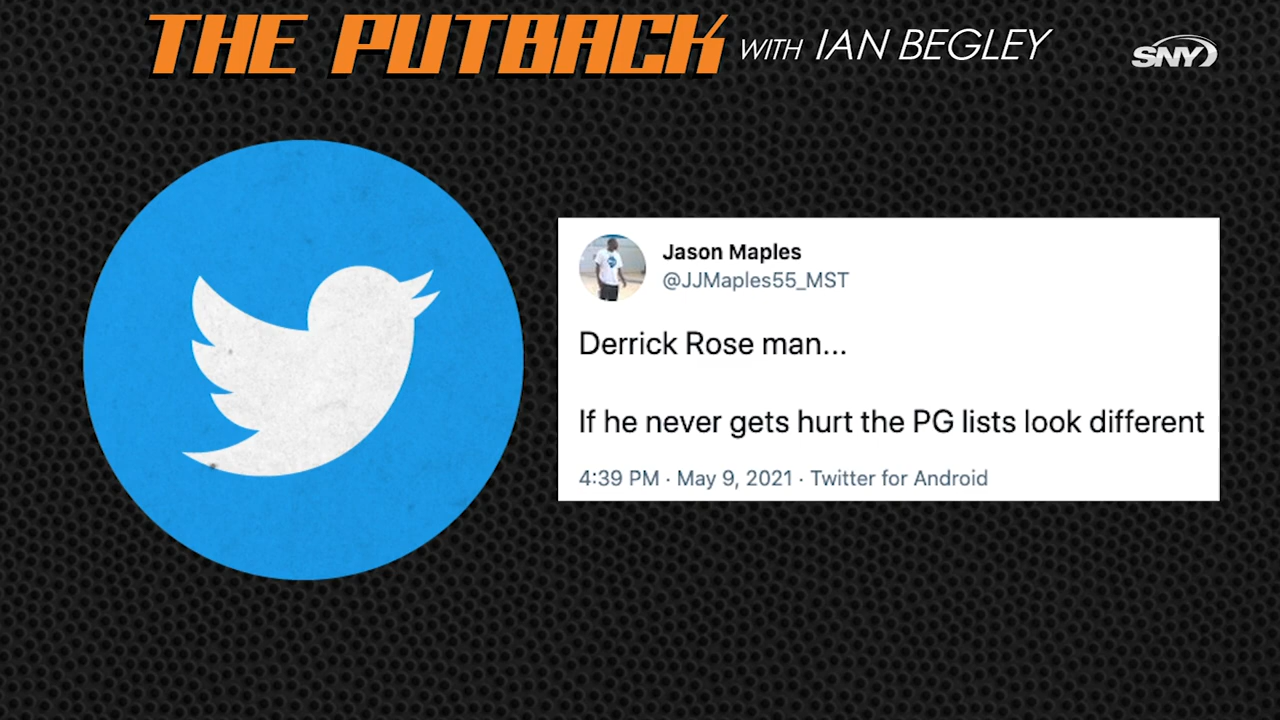 THE PUTBACK WITH IAN BEGLEY
SNY
Jason Maples
@JJMaples55_MST
Derrick Rose man...
If he never gets hurt the PG lists look different
4:39 PM · May 9, 2021 · Twitter for Android